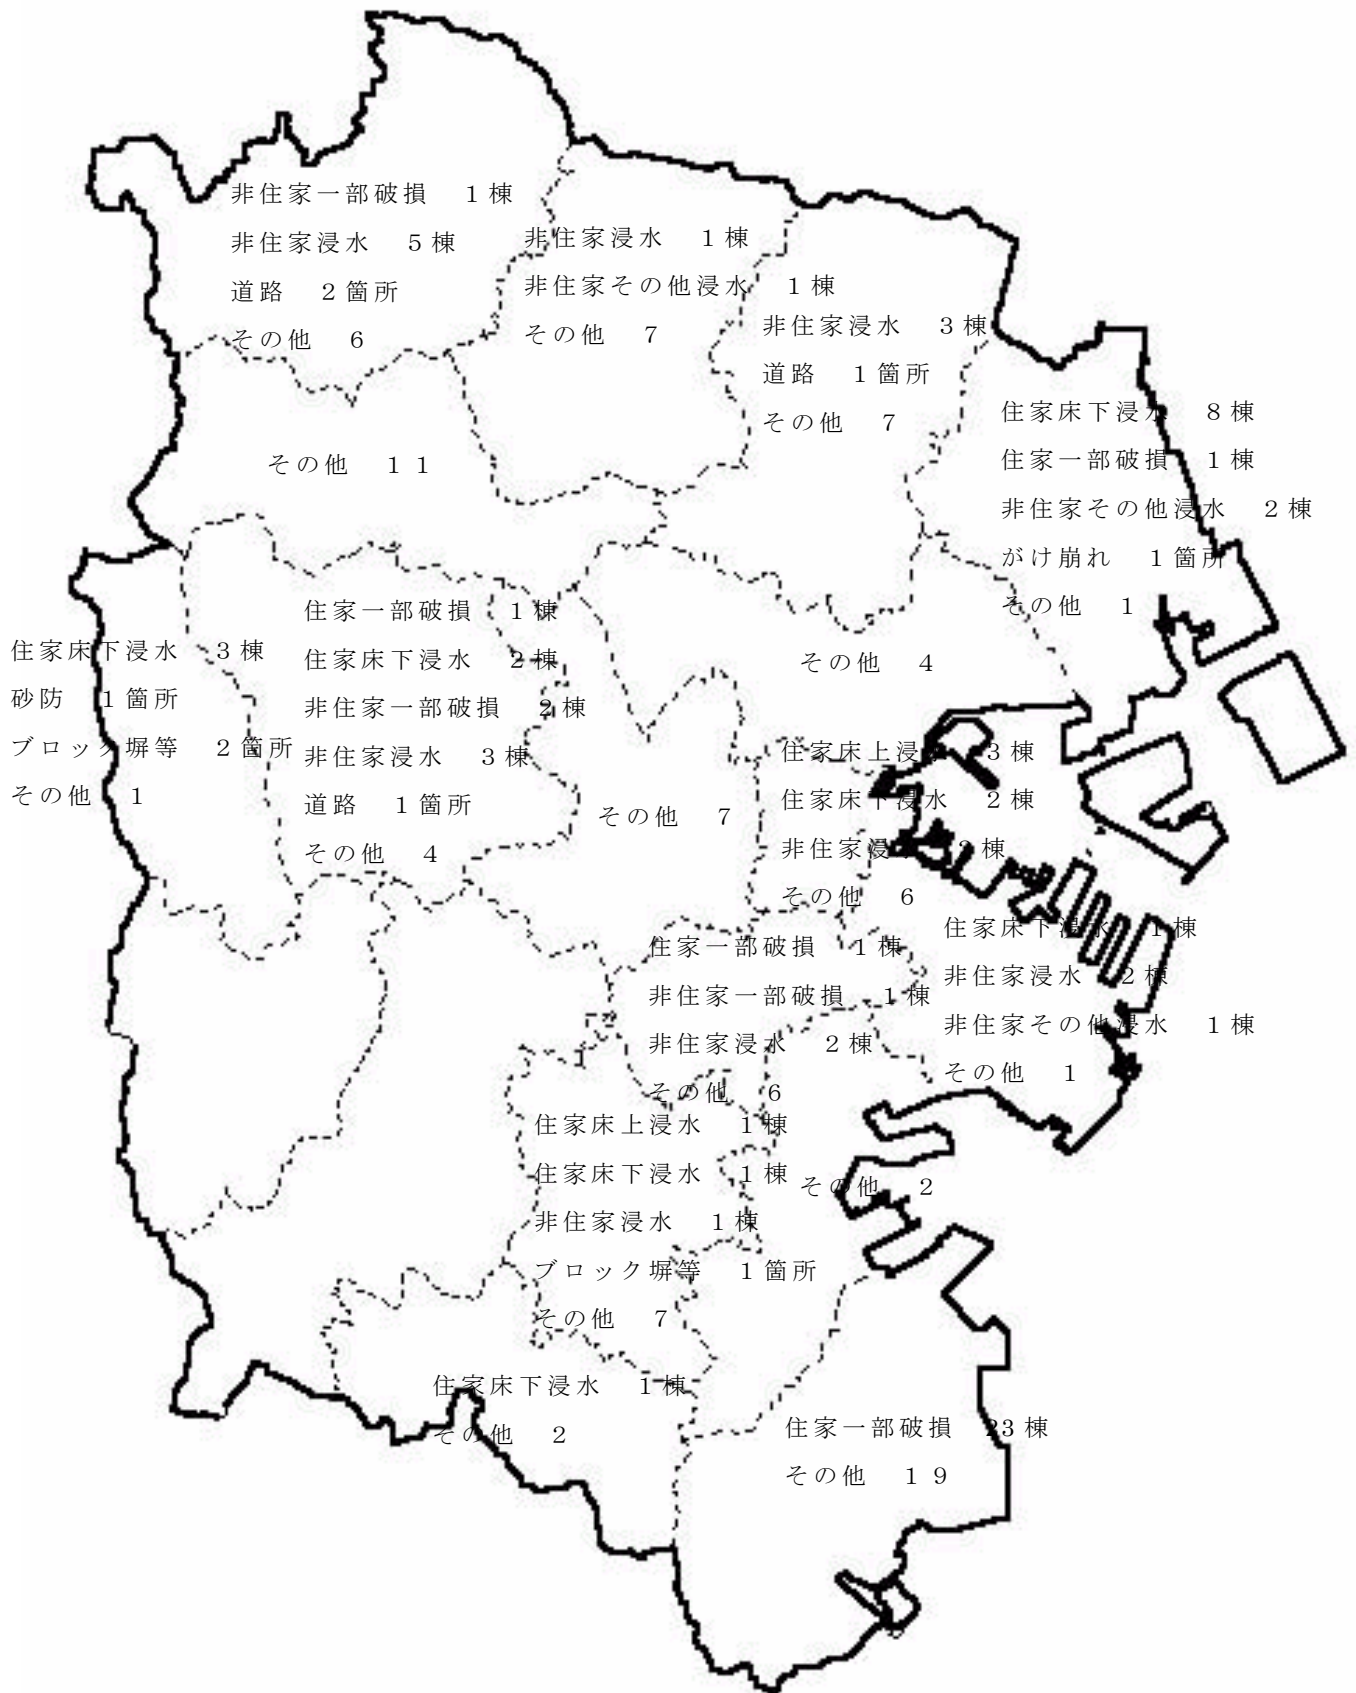 非住家一部破損 1棟
非住家浸水 5棟
道路 2箇所
その他 6
非住家浸水 1棟
非住家その他浸水 1棟
その他 7
非住家浸水 3棟
道路 1箇所
その他 7
住家床下浸水 8棟
住家一部破損 1棟
非住家その他浸水 2棟
がけ崩れ 1箇所
その他 1
その他 11
住家床下浸水 3棟
砂防 1箇所
ブロック塀等 2箇所
その他 1
住家一部破損 1棟
住家床下浸水 2棟
非住家一部破損 2棟
非住家浸水 3棟
道路 1箇所
その他 4
その他 4
その他 7
住家床上浸水 3棟
住家床下浸水 2棟
非住家浸水 棟
その他 6
住家床下浸水 1棟
非住家浸水 2棟
非住家その他浸水 1棟
その他 1
住家一部破損 1棟
非住家一部破損 1棟
非住家浸水 2棟
その他 6
1
住家床上浸水 1棟
住家床下浸水 1棟
非住家浸水 1棟
ブロック塀等 1箇所
その他 7
その他 2
住家床下浸水 1棟
その他 2
住家一部破損 23棟
その他 19